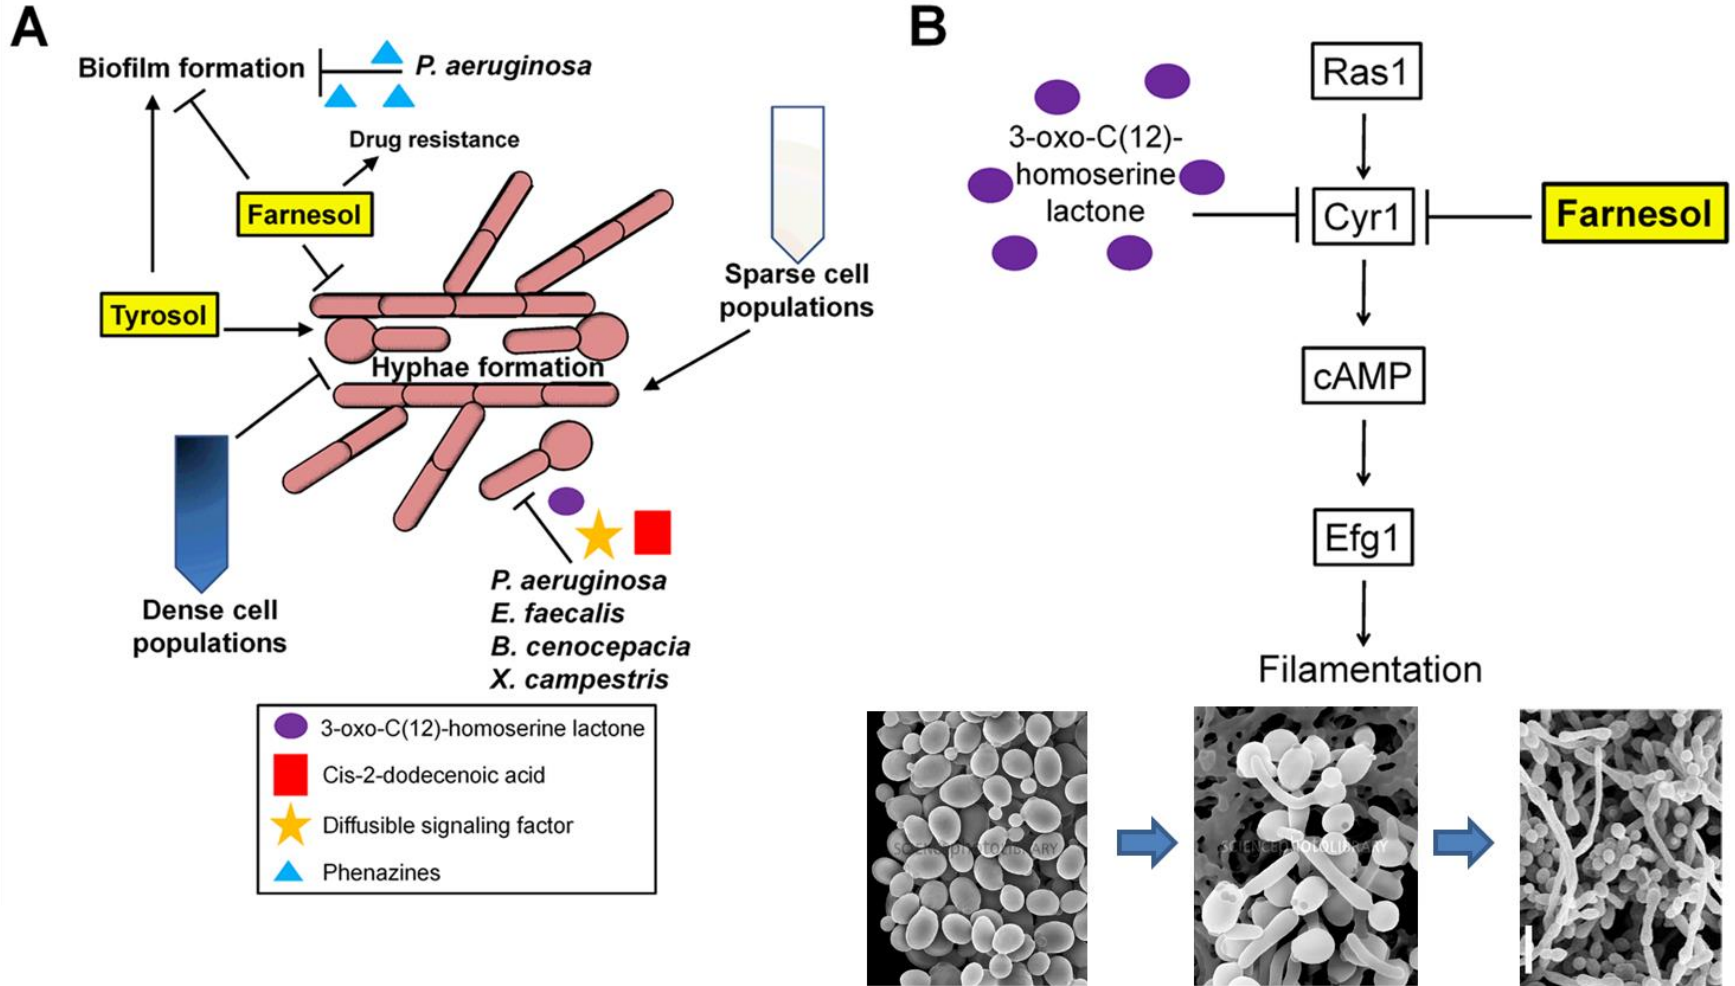 A
Biofilm formation
P. aeruginosa
Drug resistance
Farnesol
Tyrosol
Sparse cell
populations
Hyphae formation
Dense cell
populations
P. aeruginosa
E. faecalis
B. cenocepacia
X. campestris
3-oxo-C(12)-homoserine lactone
Cis-2-dodecenoic acid
Diffusible signaling factor
Phenazines
B
Ras1
3-oxo-C(12)-
homoserine
lactone
Cyr1
Farnesol
cAMP
Efg1
Filamentation
SCIENCEphotoLIBRARY
SCIENCEPHOTOLIBRARY